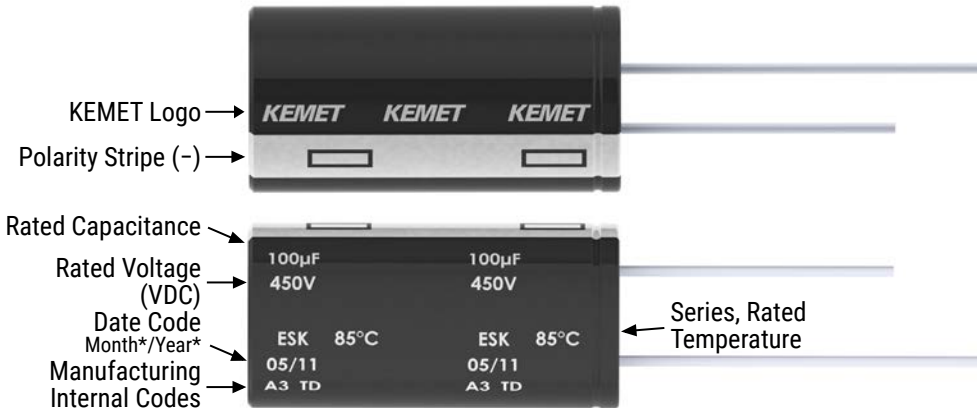 KEMET Logo
KEMET KEMET KEMET
Polarity Stripe (−)
Rated Capacitance
100µF 100µF
Rated Voltage
(VDC)
450V 450V
Series, Rated
Temperature
ESK 85°C ESK 85°C
Date Code
Month*/Year*
05/11 05/11
Manufacturing
Internal Codes
A3 TD A3 TD